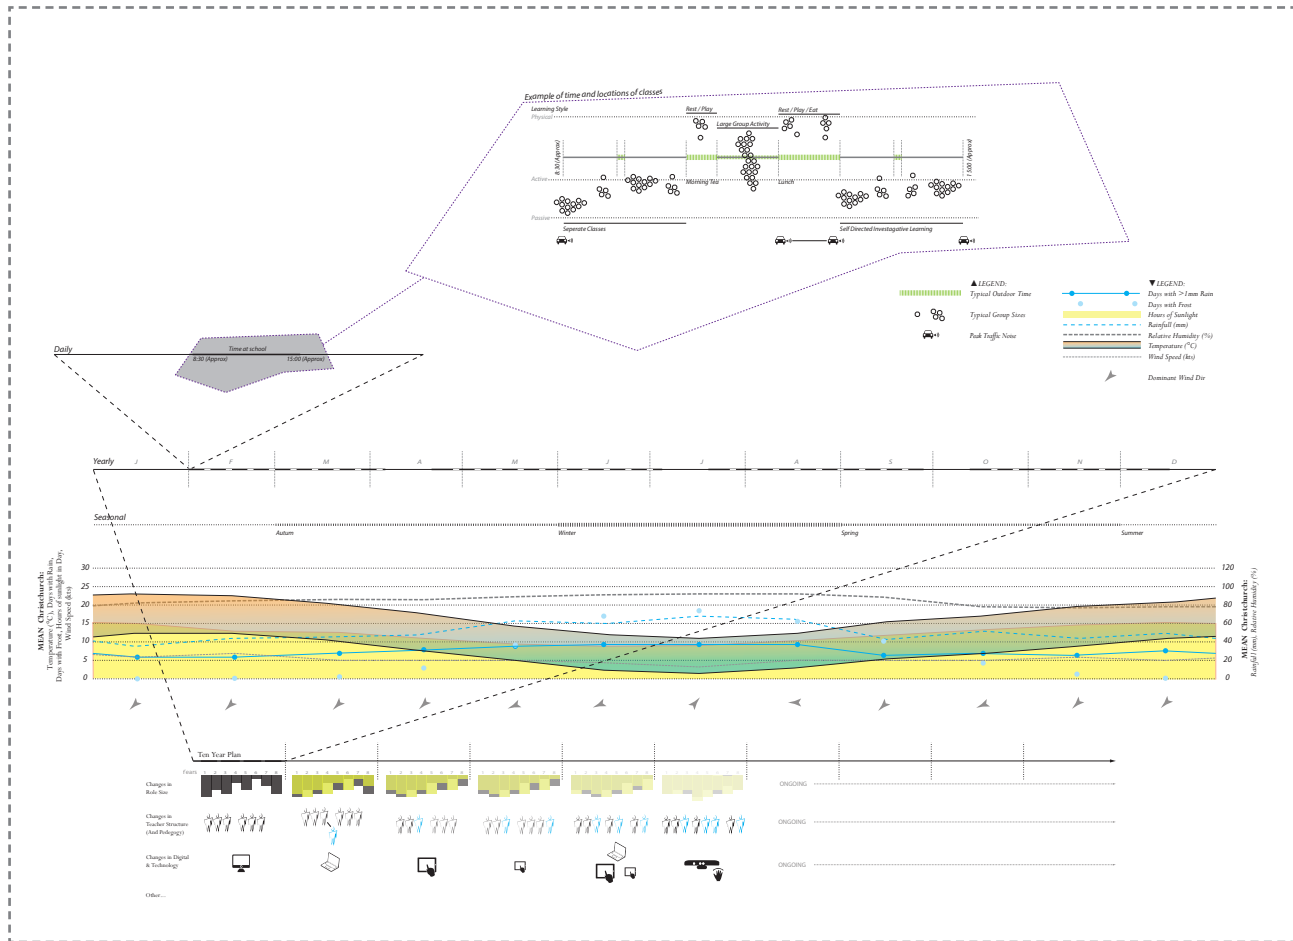 Example of time and locations of classes
Learning Style
Physical
Rest / Play
Rest / Play / Eat
Large Group Activity
8:30 (Approx)
15:00 (Approx)
Active
Morning Tea
Lunch
Passive
Seperate Classes
Self Directed Investagative Learning
▲ LEGEND:
Typical Outdoor Time
Typical Group Sizes
Peak Traffic Noise
▼ LEGEND:
Days with >1mm Rain
Days with Frost
Hours of Sunlight
Rainfall (mm)
Relative Humidity (%)
Temperature (°C)
Wind Speed (kts)
Dominant Wind Dir
Daily
Time at school
8:30 (Approx)
15:00 (Approx)
Yearly
J F M A M J J A S O N D
Seasonal
Autum
Winter
Spring
Summer
MEAN Christchurch:
Temperature (°C), Days with Rain,
Days with Frost, Hours of sunlight in Day,
Wind Speed (kts)
30
25
20
15
10
5
0
120
100
80
60
40
20
0
MEAN Christchurch:
Rainfall (mm), Relative Humidity (%)
Ten Year Plan
Years
Changes in
Role Size
ONGOING
Changes in
Teacher Structure
(And Pedagogy)
ONGOING
Changes in Digital
& Technology
ONGOING
Other...